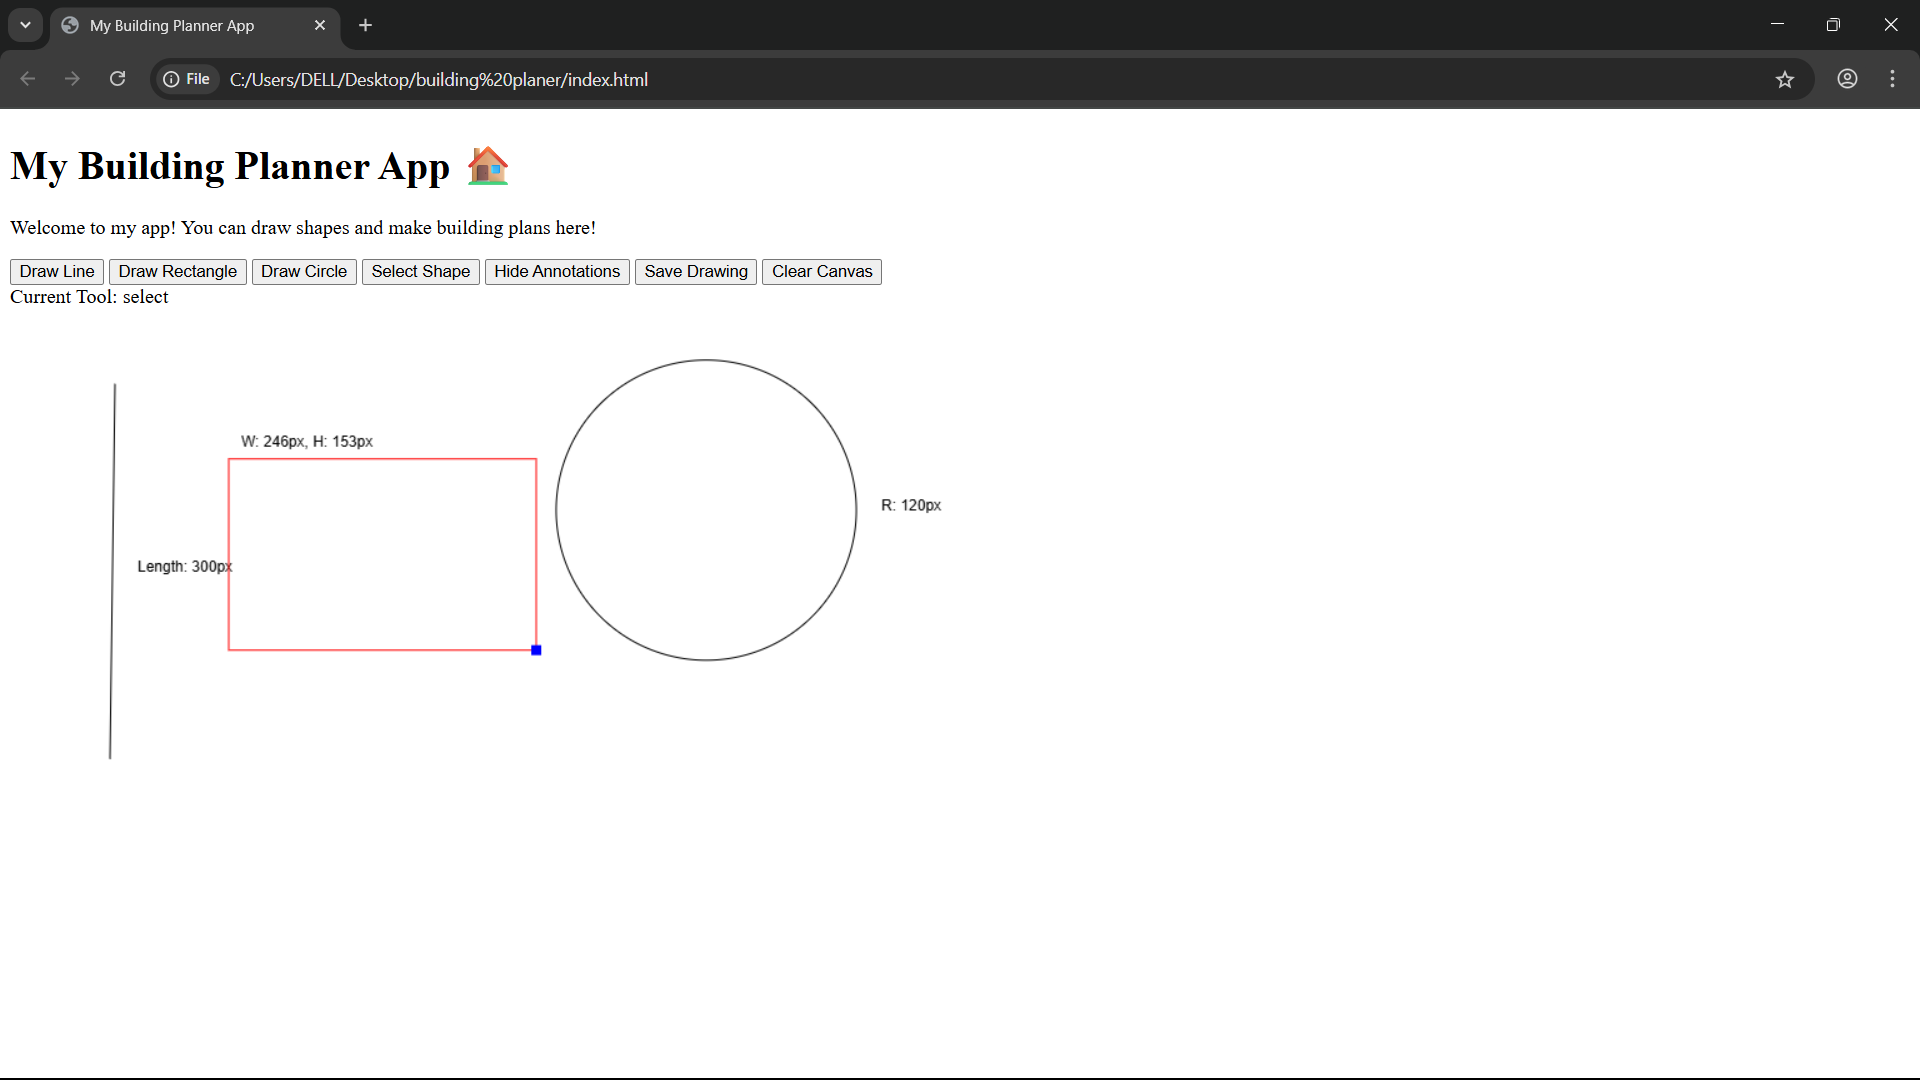 My Building Planner App
File C:/Users/DELL/Desktop/building%20planer/index.html
My Building Planner App
Welcome to my app! You can draw shapes and make building plans here!
Draw Line Draw Rectangle Draw Circle Select Shape Hide Annotations Save Drawing Clear Canvas
Current Tool: select
W: 246px, H: 153px
R: 120px
Length: 300px